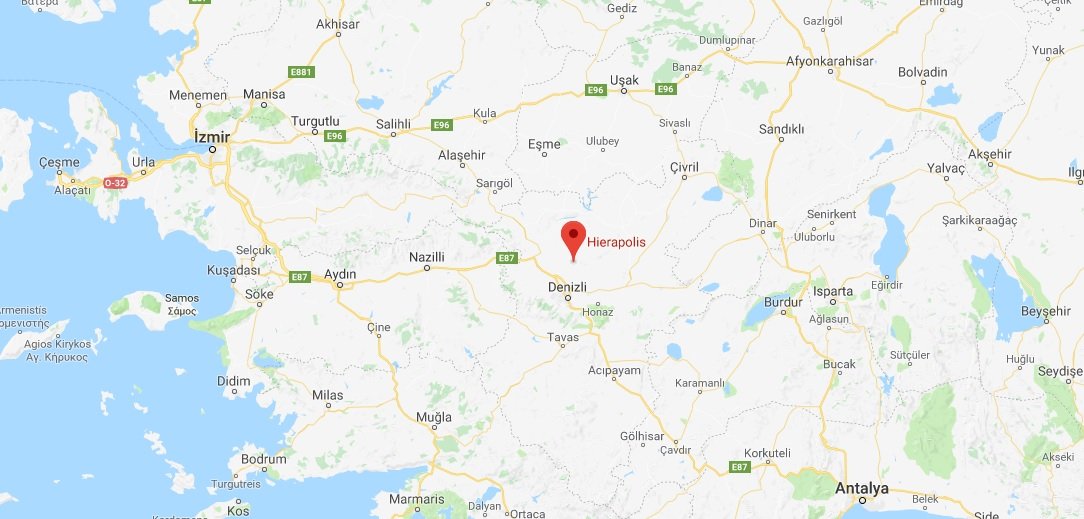 Gediz
Emirdağ
Akhisar
Gazlıgöl
Dumlupınar
Yunak
Banaz
Afyonkarahisar
Bolvadin
E881
Uşak
E96
E96
Menemen
Manisa
Turgutlu
Salihli
E96
Kula
E96
Sivaslı
İzmir
Sandıklı
Eşme
Ulubey
Alaşehir
Akşehir
Çeşme
Urla
Çivril
Yalvaç
Alaçatı
O-32
Sarıgöl
Ilgın
Senirkent
Dinar
Şarkikaraağaç
Uluborlu
Hierapolis
Selçuk
Nazilli
E87
Kuşadası
E87
Aydın
Denizli
Eğirdir
Isparta
Samos
Σάμος
Söke
Burdur
Honaz
Ağlasun
Beyşehir
Çine
Tavas
Agios Kirykos
Αγ. Κήρυκος
Sütçüler
Huğlu
Bucak
Acıpayam
Seydişe
Didim
Karamanlı
Milas
Muğla
Gölhisar
Çavdır
Korkuteli
E87
Akseki
Bodrum
Turgutreis
Antalya
Marmaris
Dalyan
Belek
Kos
Ortaca
Side